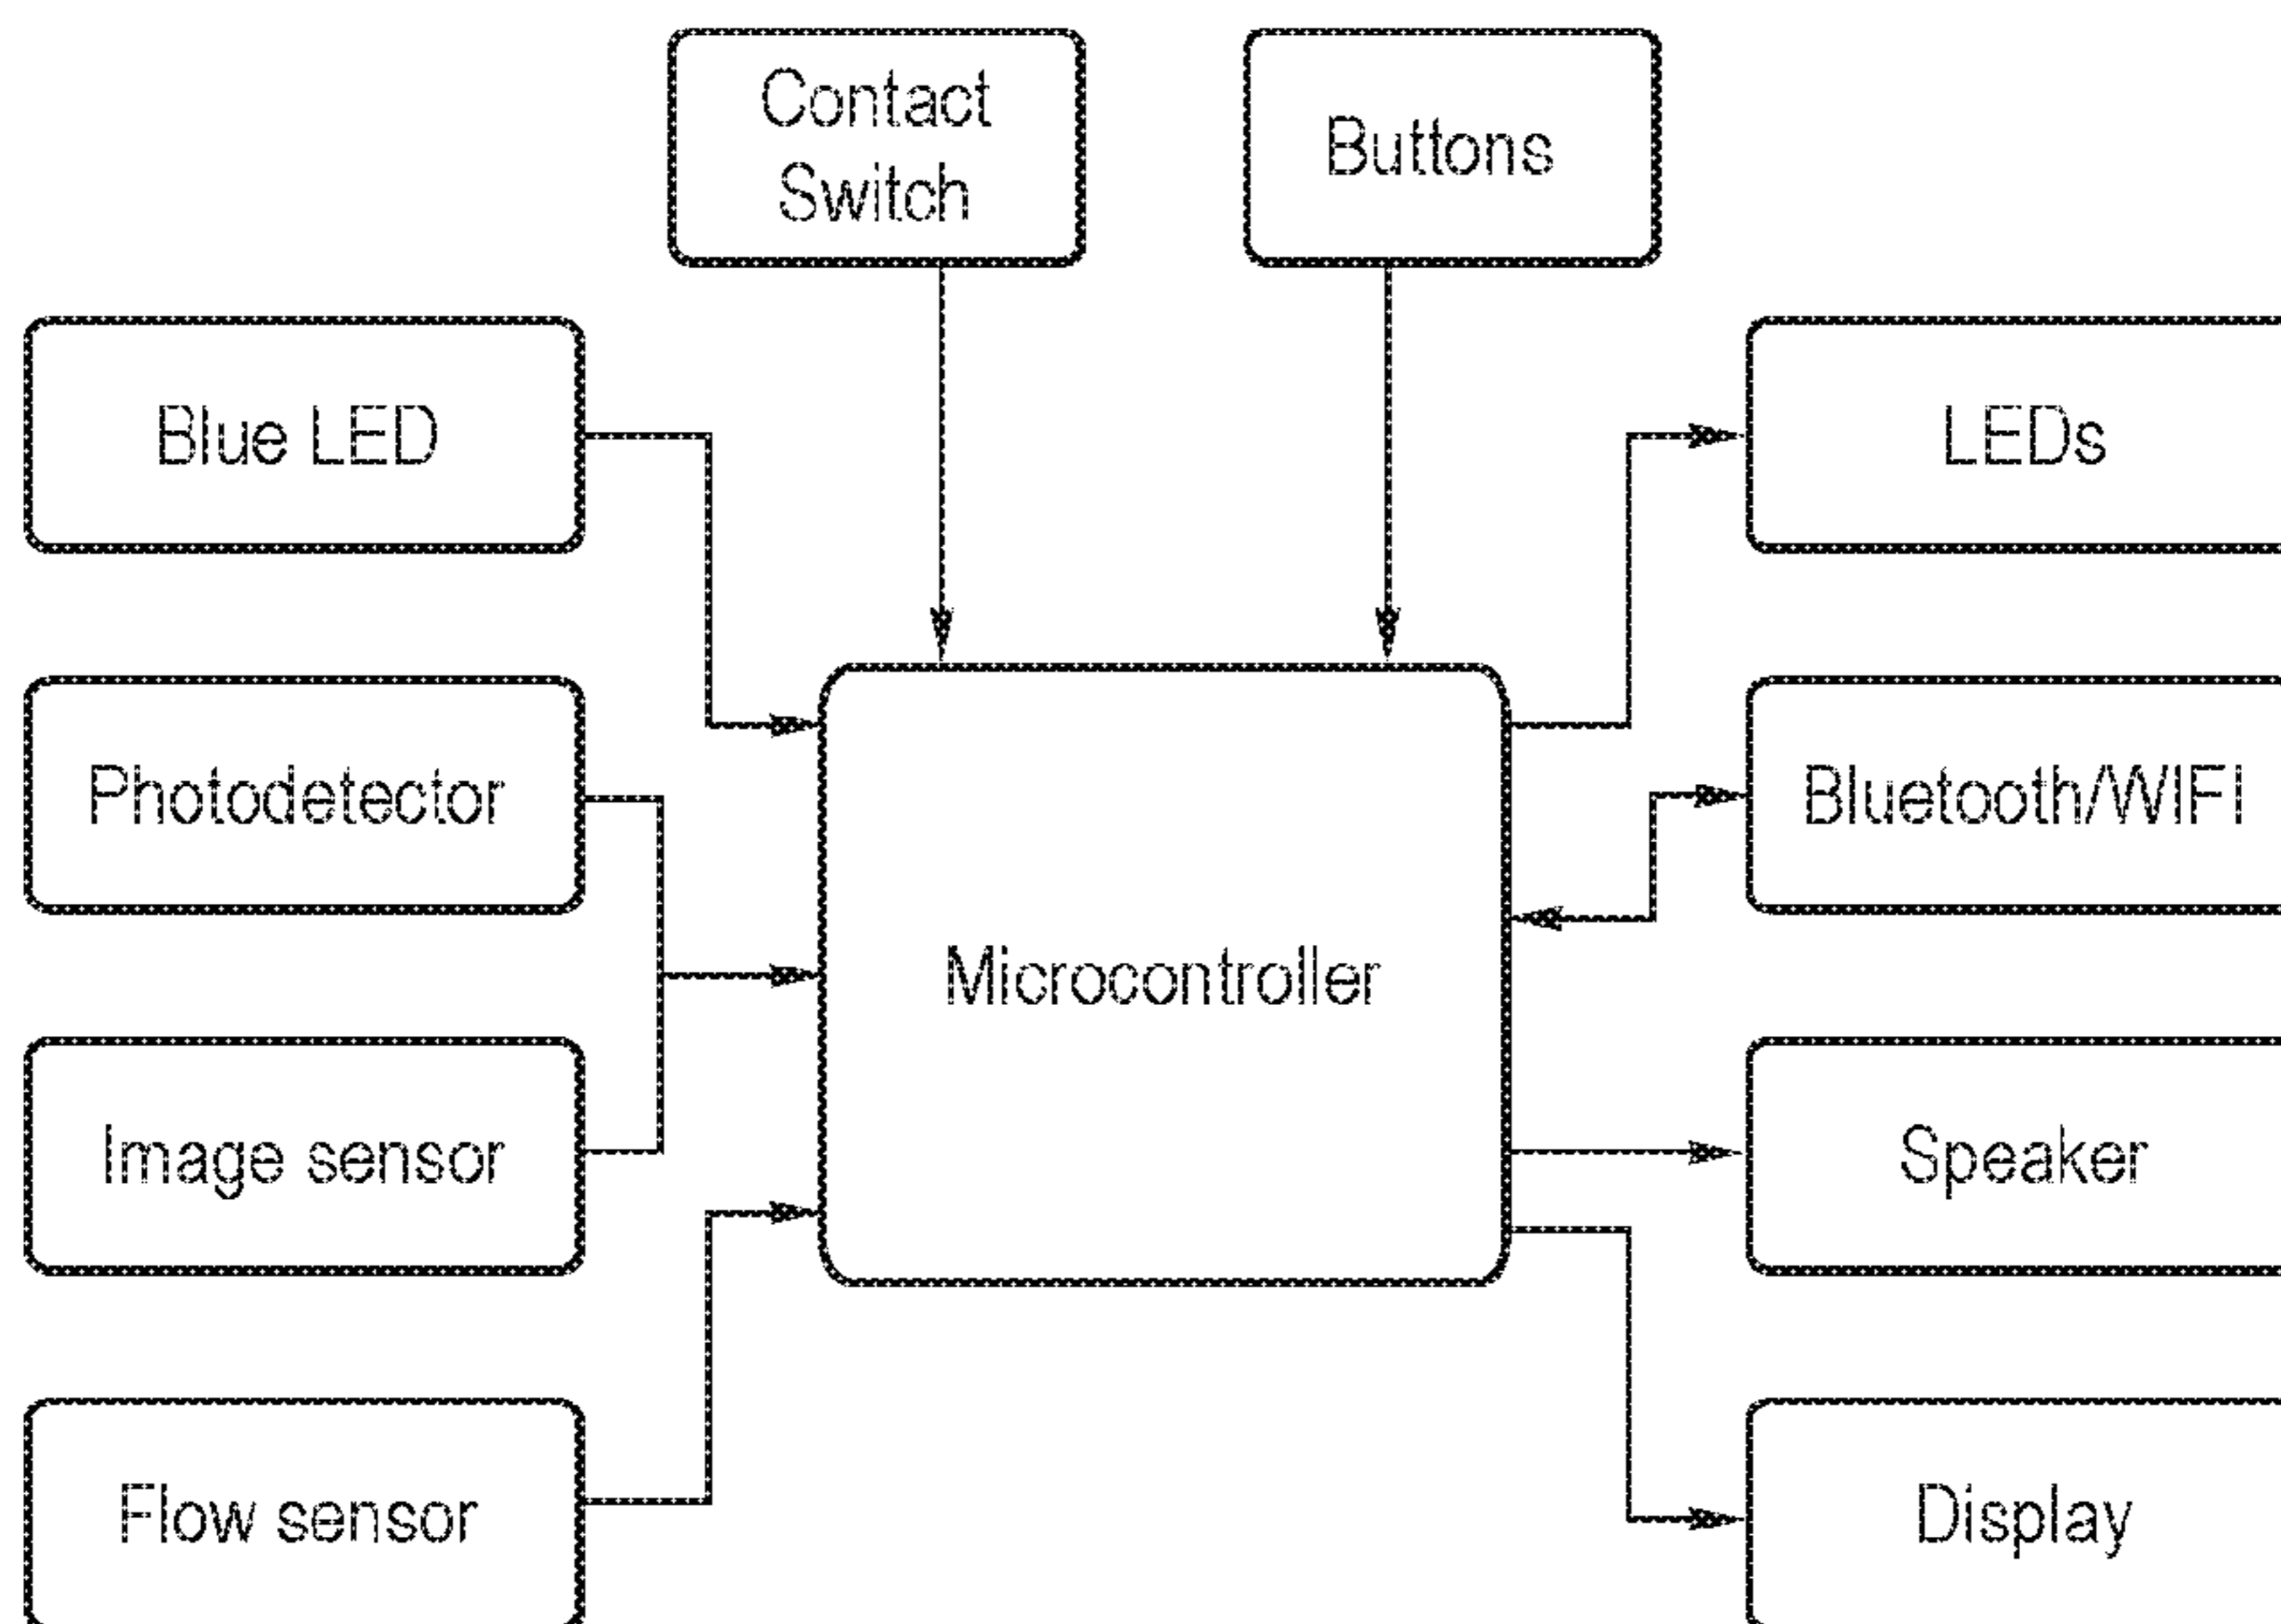 Contact
Switch
Buttons
Blue LED
LEDs
Photodetector
Bluetooth/WIFI
Microcontroller
Image sensor
Speaker
Flow sensor
Display